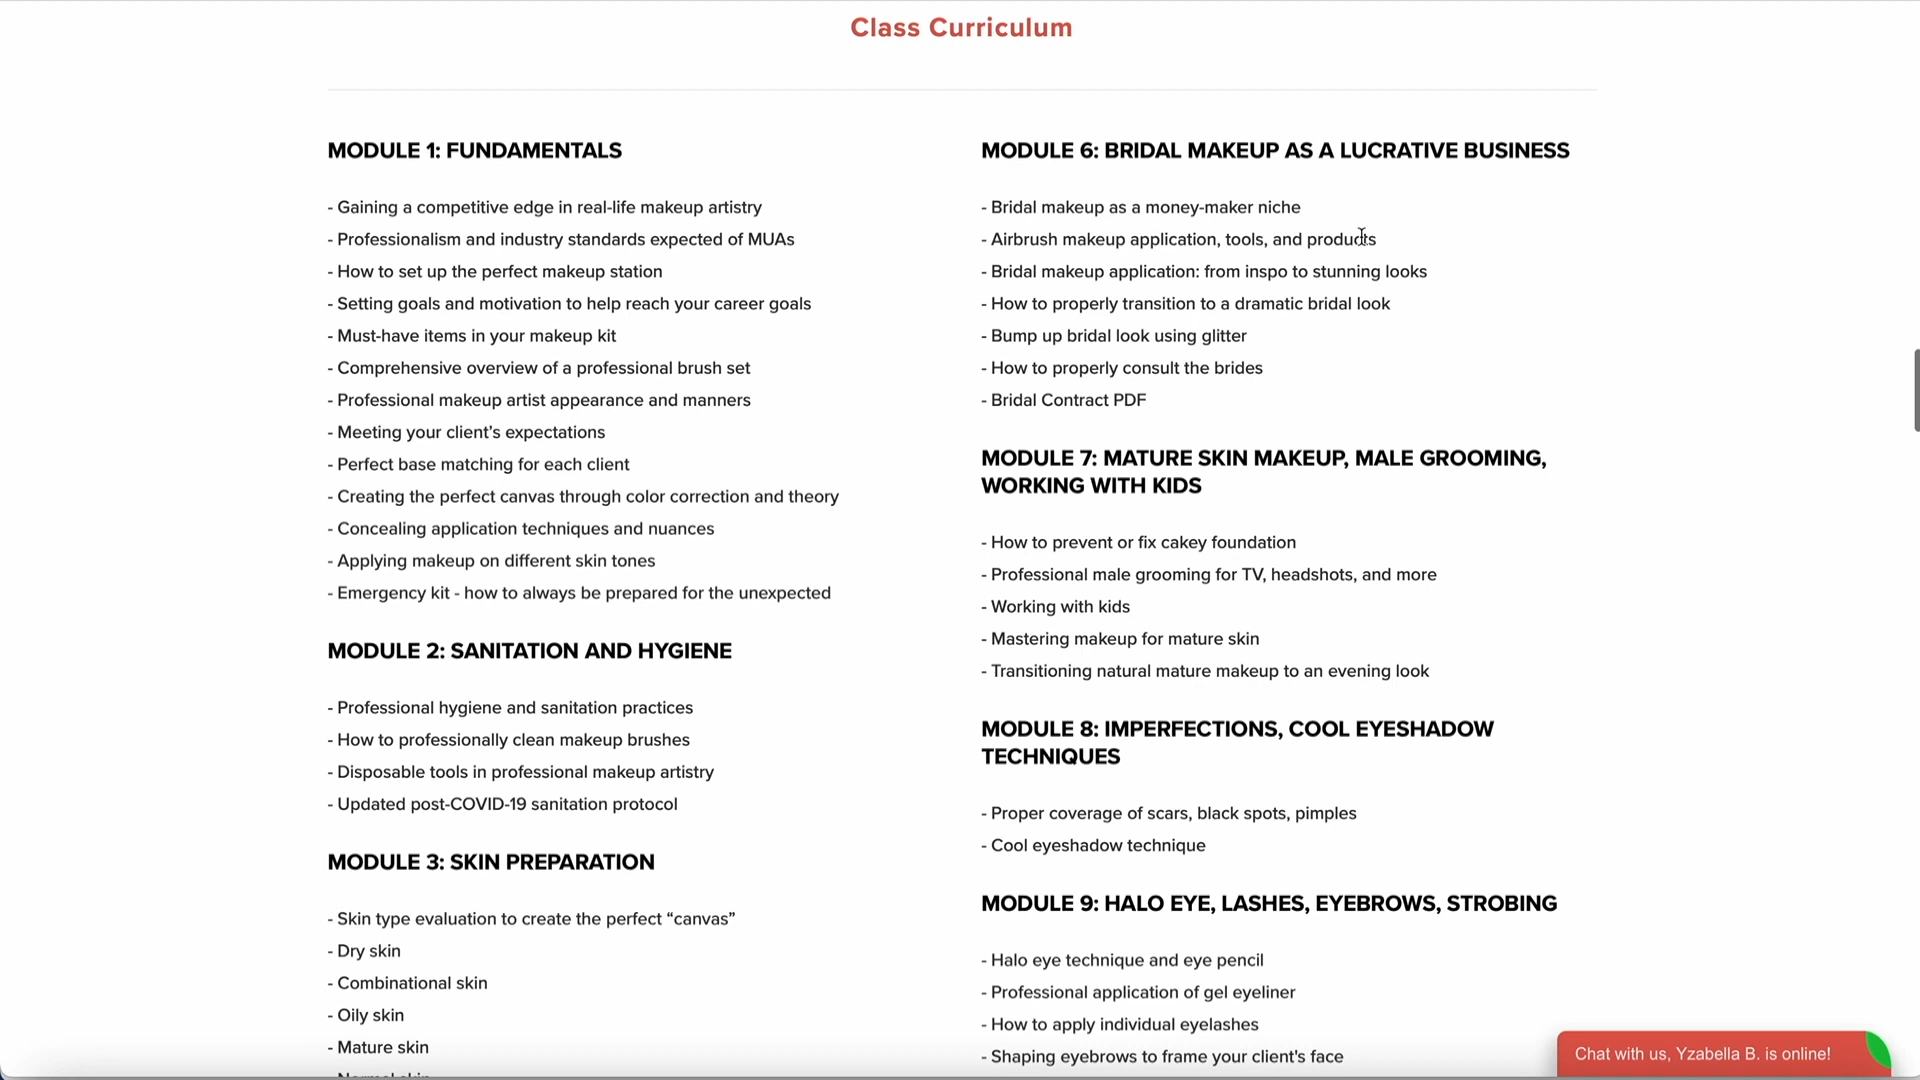 Class Curriculum
MODULE 1: FUNDAMENTALS
- Gaining a competitive edge in real-life makeup artistry
- Professionalism and industry standards expected of MUAs
- How to set up the perfect makeup station
- Setting goals and motivation to help reach your career goals
- Must-have items in your makeup kit
- Comprehensive overview of a professional brush set
- Professional makeup artist appearance and manners
- Meeting your client’s expectations
- Perfect base matching for each client
- Creating the perfect canvas through color correction and theory
- Concealing application techniques and nuances
- Applying makeup on different skin tones
- Emergency kit - how to always be prepared for the unexpected
MODULE 2: SANITATION AND HYGIENE
- Professional hygiene and sanitation practices
- How to professionally clean makeup brushes
- Disposable tools in professional makeup artistry
- Updated post-COVID-19 sanitation protocol
MODULE 3: SKIN PREPARATION
- Skin type evaluation to create the perfect “canvas”
- Dry skin
- Combinational skin
- Oily skin
- Mature skin
MODULE 6: BRIDAL MAKEUP AS A LUCRATIVE BUSINESS
- Bridal makeup as a money-maker niche
- Airbrush makeup application, tools, and products
- Bridal makeup application: from inspo to stunning looks
- How to properly transition to a dramatic bridal look
- Bump up bridal look using glitter
- How to properly consult the brides
- Bridal Contract PDF
MODULE 7: MATURE SKIN MAKEUP, MALE GROOMING,
WORKING WITH KIDS
- How to prevent or fix cakey foundation
- Professional male grooming for TV, headshots, and more
- Working with kids
- Mastering makeup for mature skin
- Transitioning natural mature makeup to an evening look
MODULE 8: IMPERFECTIONS, COOL EYESHADOW
TECHNIQUES
- Proper coverage of scars, black spots, pimples
- Cool eyeshadow technique
MODULE 9: HALO EYE, LASHES, EYEBROWS, STROBING
- Halo eye technique and eye pencil
- Professional application of gel eyeliner
- How to apply individual eyelashes
- Shaping eyebrows to frame your client's face
Chat with us, Yzabella B. is online!